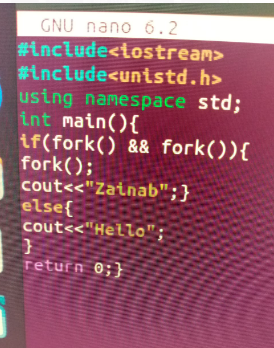 GNU nano 6.2
#include<iostream>
#include<unistd.h>
using namespace std;
int main(){
if(fork() && fork()){
fork();
cout<<"Zainab";}
else{
cout<<"Hello";
}
return 0;}